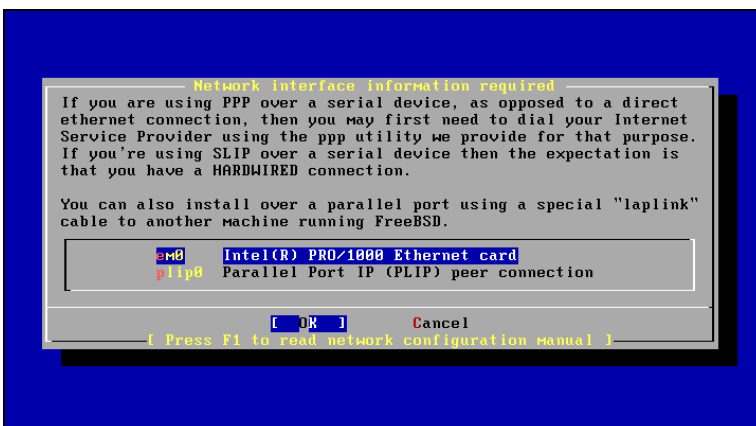 Network interface information required
If you are using PPP over a serial device, as opposed to a direct
ethernet connection, then you may first need to dial your Internet
Service Provider using the ppp utility we provide for that purpose.
If you're using SLIP over a serial device then the expectation is
that you have a HARDWIRED connection.
You can also install over a parallel port using a special "laplink"
cable to another machine running FreeBSD.
em0 Intel(R) PRO/1000 Ethernet card
plip0 Parallel Port IP (PLIP) peer connection
[ OK ] Cancel
[ Press F1 to read network configuration manual ]